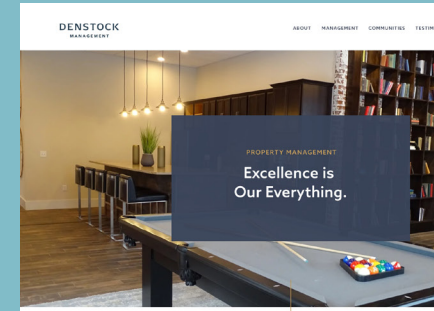 DENSTOCK
MANAGEMENT
ABOUT MANAGEMENT COMMUNITIES
PROPERTY MANAGEMENT
Excellence is
Our Everything.